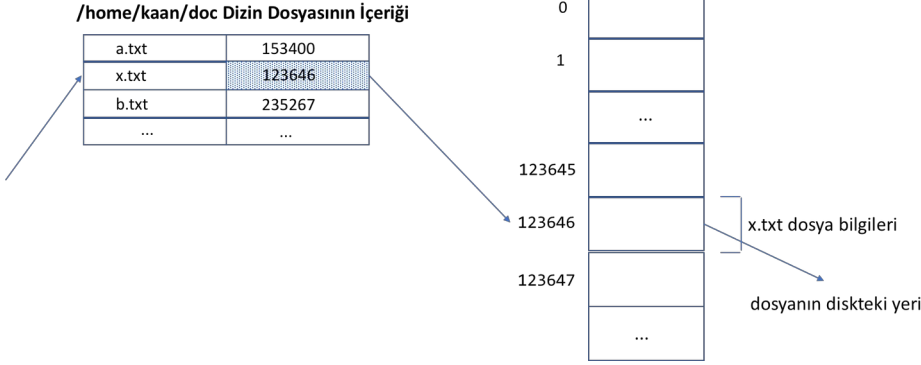 /home/kaan/doc Dizin Dosyasının İçeriği
a.txt 153400
x.txt 123646
b.txt 235267
... ...
0
1
...
123645
123646
x.txt dosya bilgileri
123647
dosyanın diskteki yeri
...